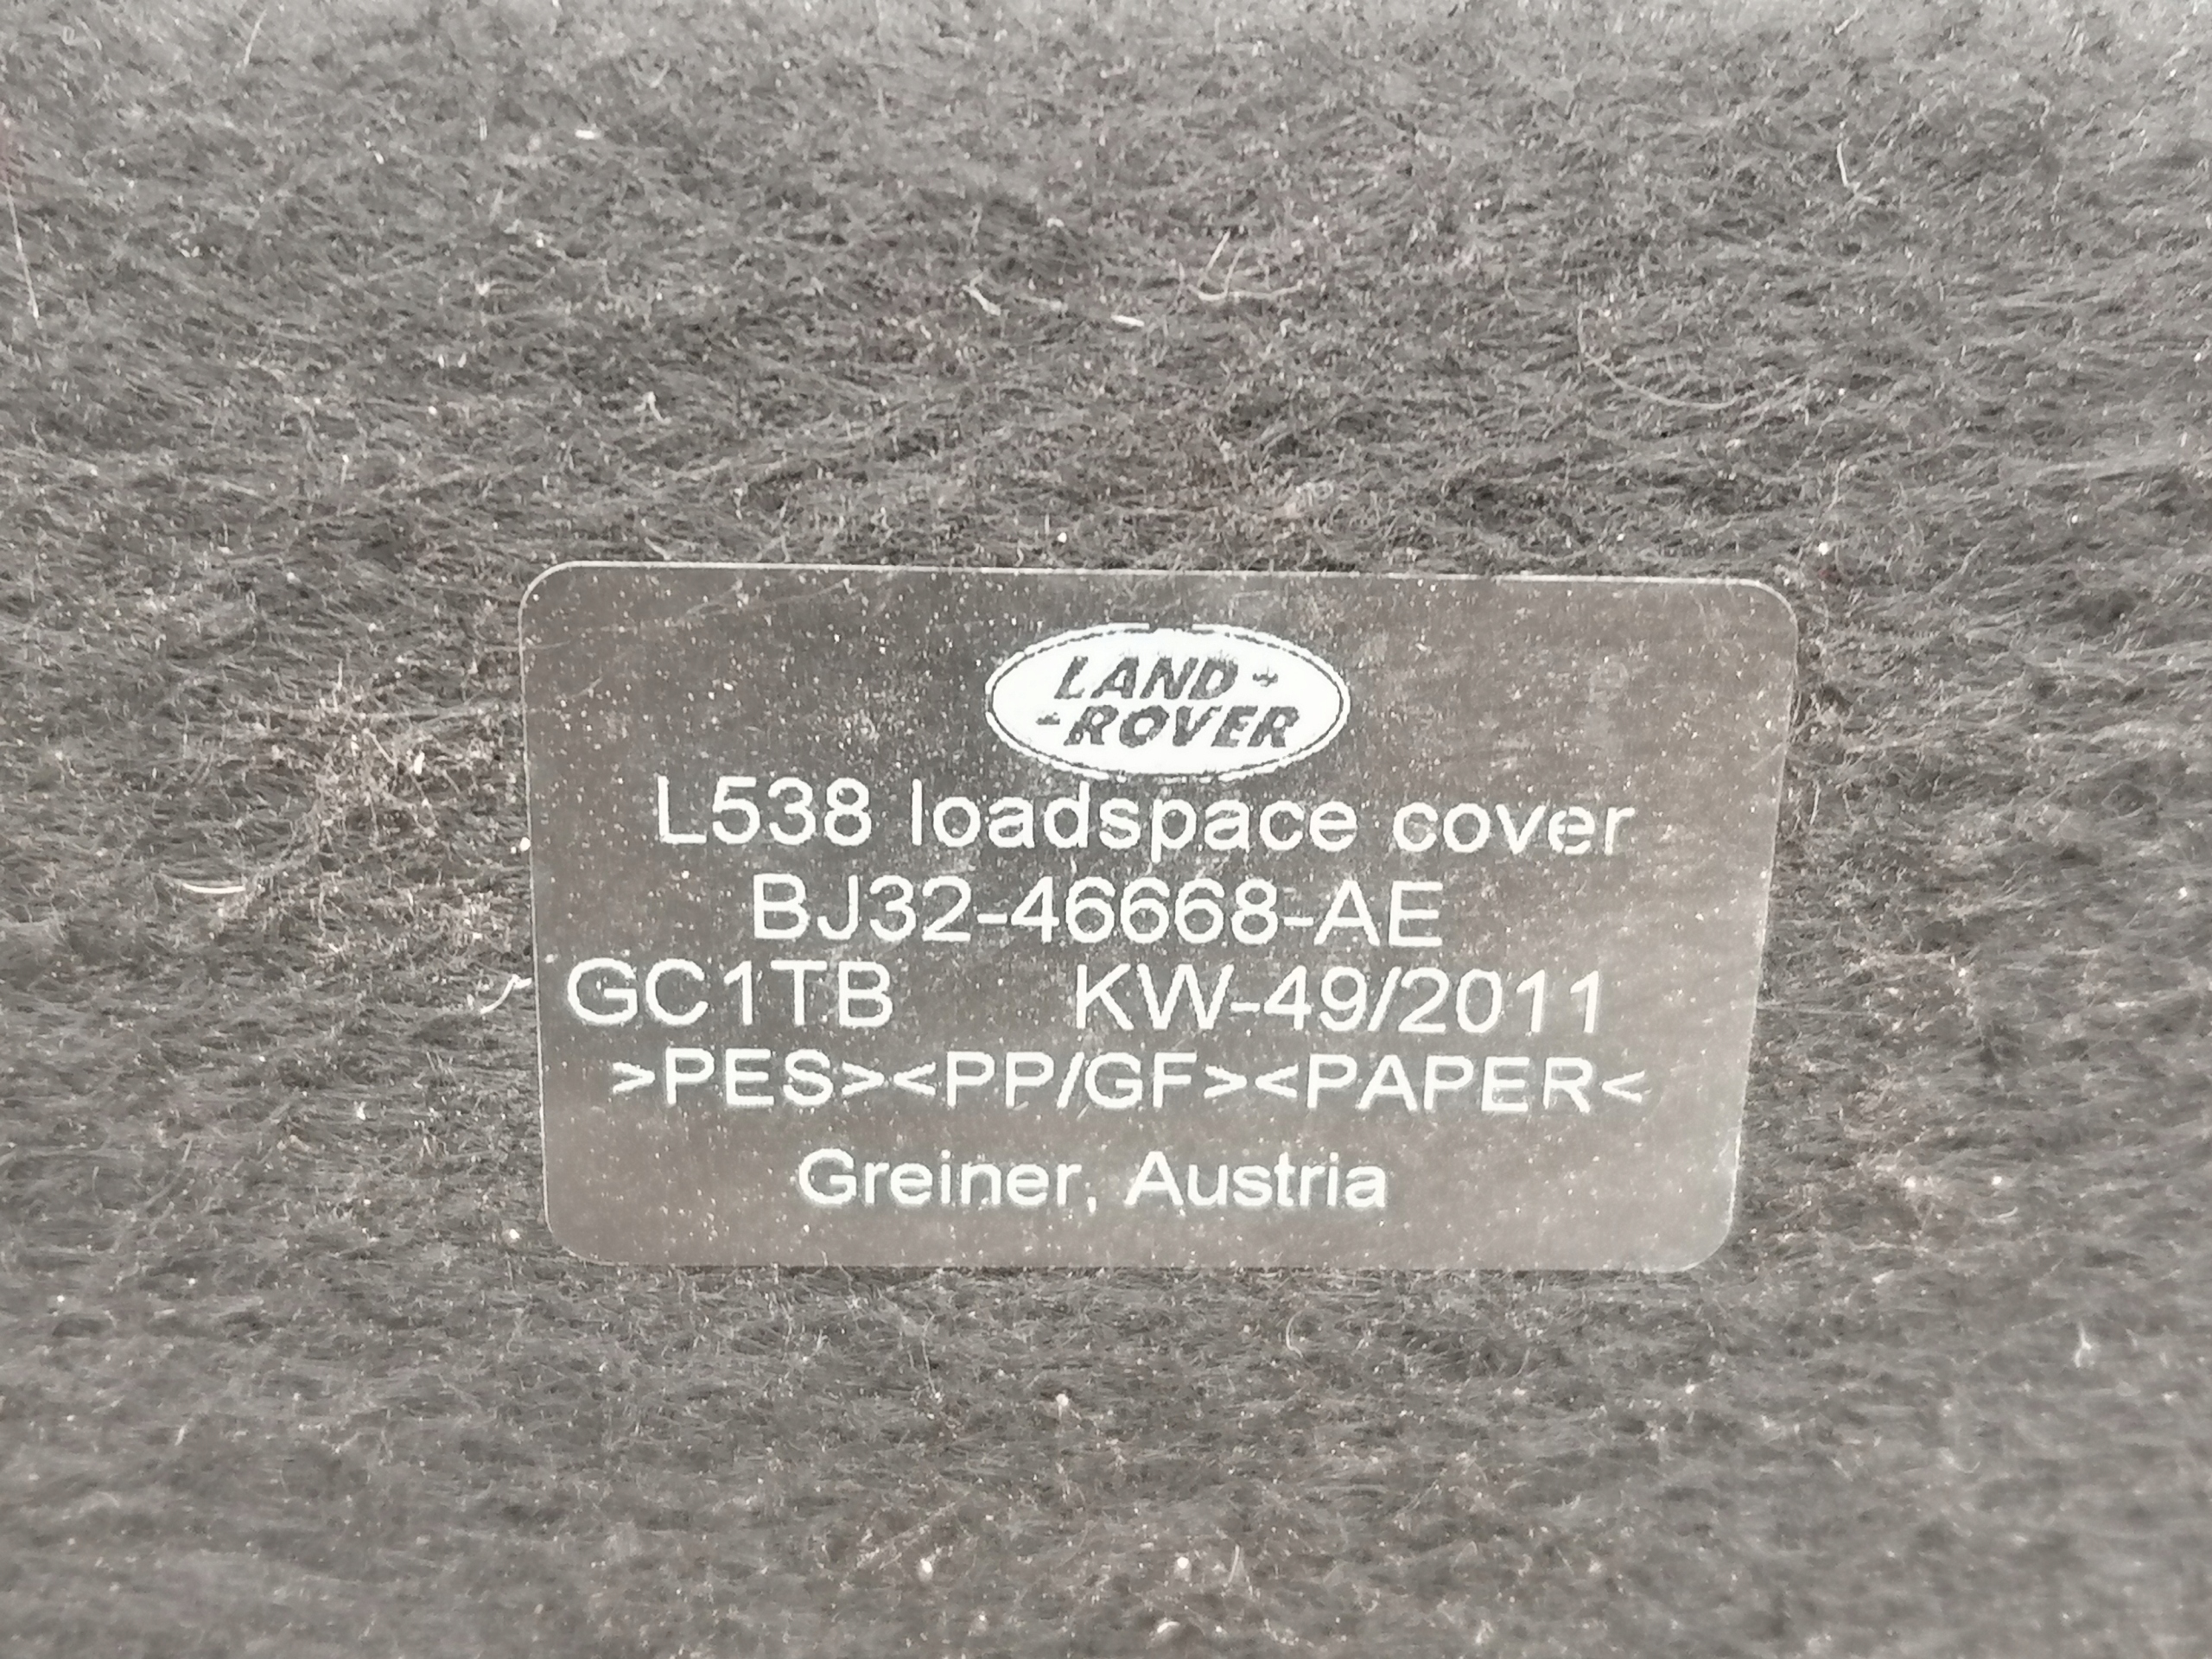 LAND-
-ROVER
L538 loadspace cover
BJ32-46668-AE
GC1TB KW-49/2011
>PES><PP/GF><PAPER<
Greiner, Austria